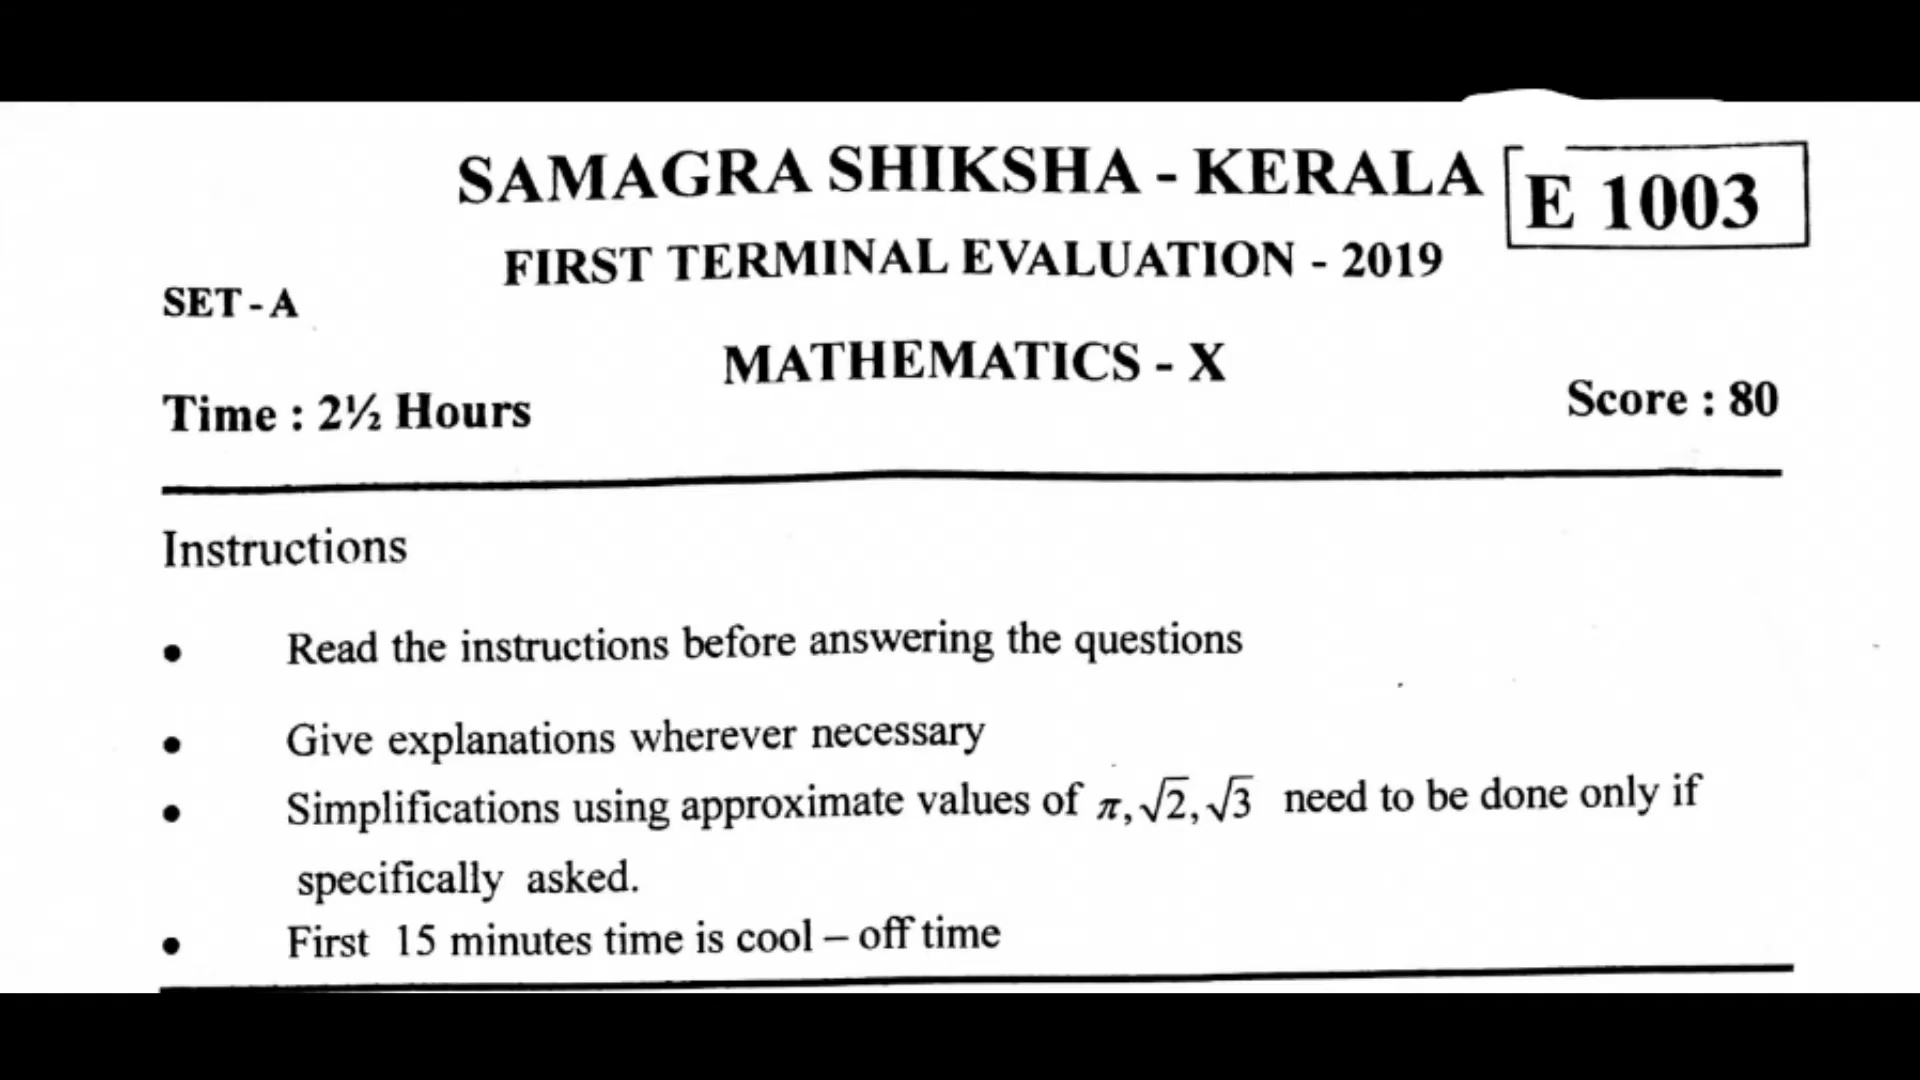 SAMAGRA SHIKSHA - KERALA
E 1003
FIRST TERMINAL EVALUATION - 2019
SET - A
MATHEMATICS - X
Time : 2½ Hours
Score : 80
Instructions
• Read the instructions before answering the questions
• Give explanations wherever necessary
• Simplifications using approximate values of π, √2, √3 need to be done only if
specifically asked.
• First 15 minutes time is cool – off time